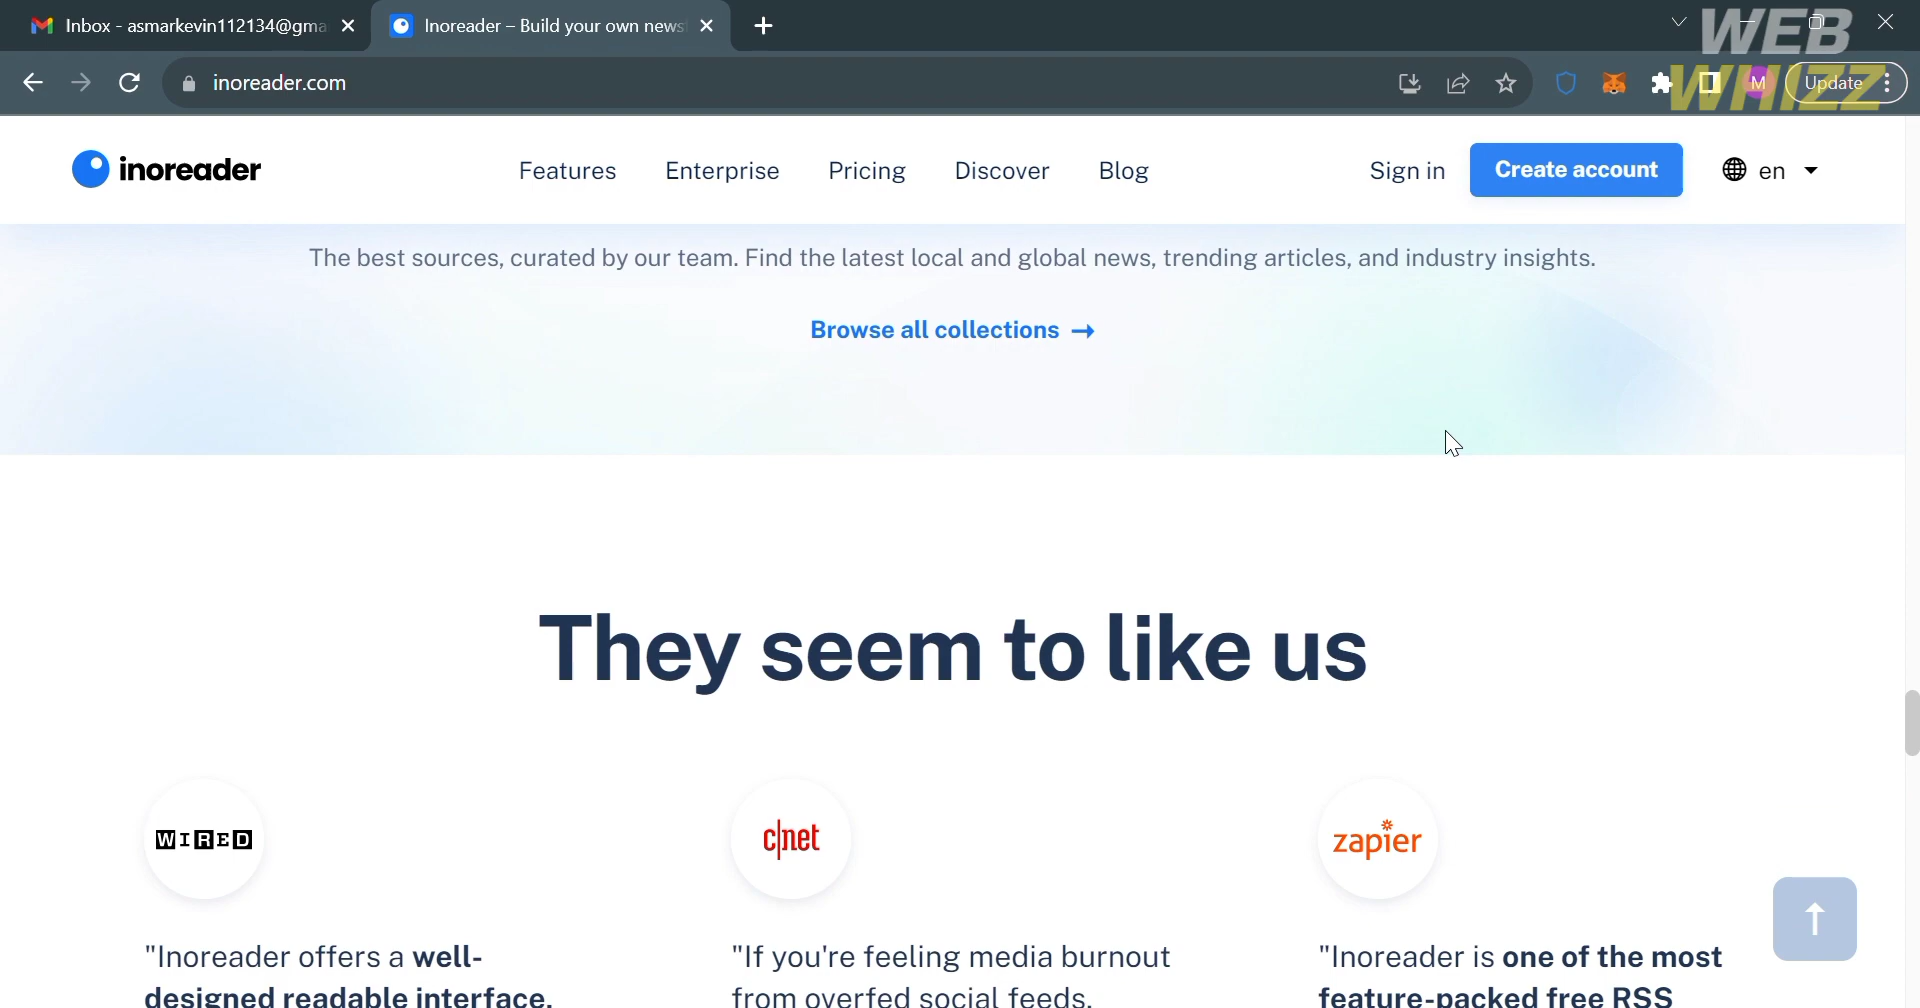 Inbox - asmarkevin112134@gma
Inoreader – Build your own news
WEB
WHIZZ
inoreader.com
M
Update
inoreader
Features
Enterprise
Pricing
Discover
Blog
Sign in
Create account
en
The best sources, curated by our team. Find the latest local and global news, trending articles, and industry insights.
Browse all collections →
They seem to like us
WIRED
c|net
zapier
"Inoreader offers a well-
designed readable interface.
"If you're feeling media burnout
from overfed social feeds,
"Inoreader is one of the most
feature-packed free RSS